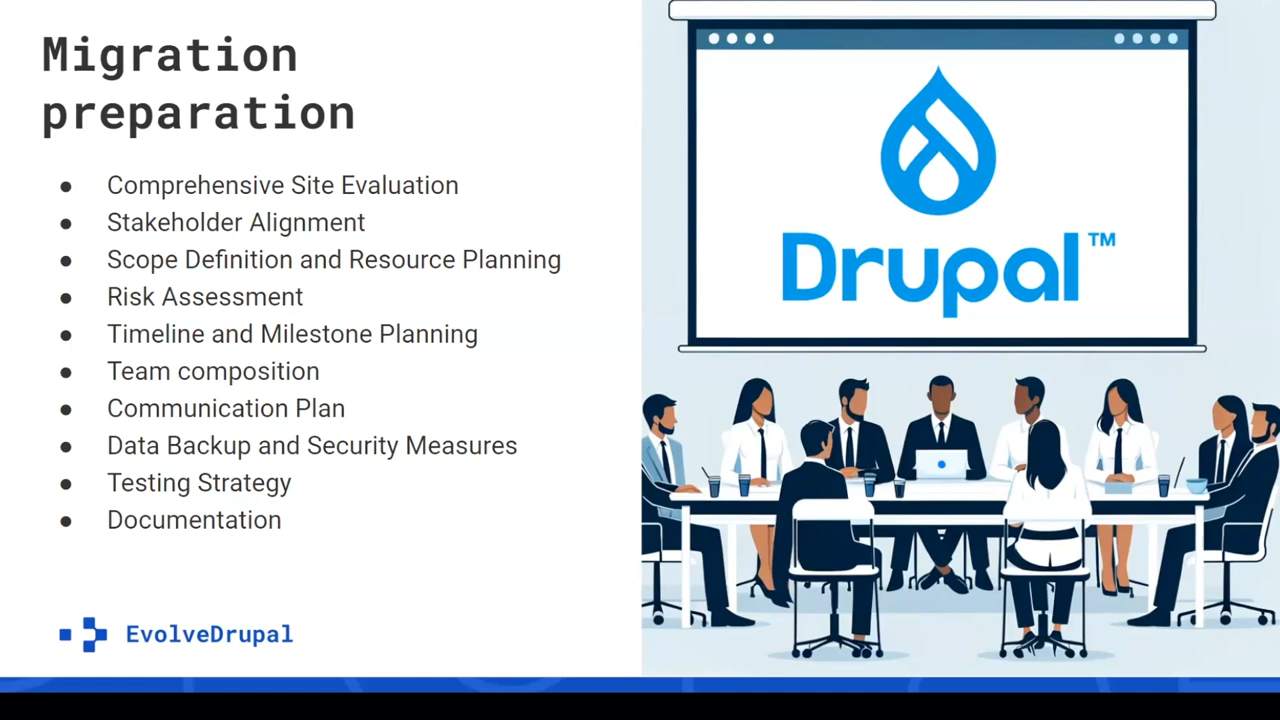 Migration
preparation
● Comprehensive Site Evaluation
● Stakeholder Alignment
● Scope Definition and Resource Planning
● Risk Assessment
● Timeline and Milestone Planning
● Team composition
● Communication Plan
● Data Backup and Security Measures
● Testing Strategy
● Documentation
EvolveDrupal
Drupal™